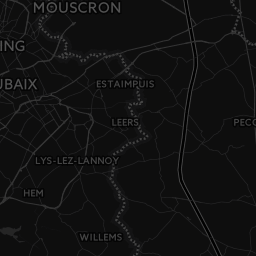 MOUSCRON
ING
UBAIX
ESTAIMPUIS
LEERS
PECQ
LYS-LEZ-LANNOY
HEM
WILLEMS